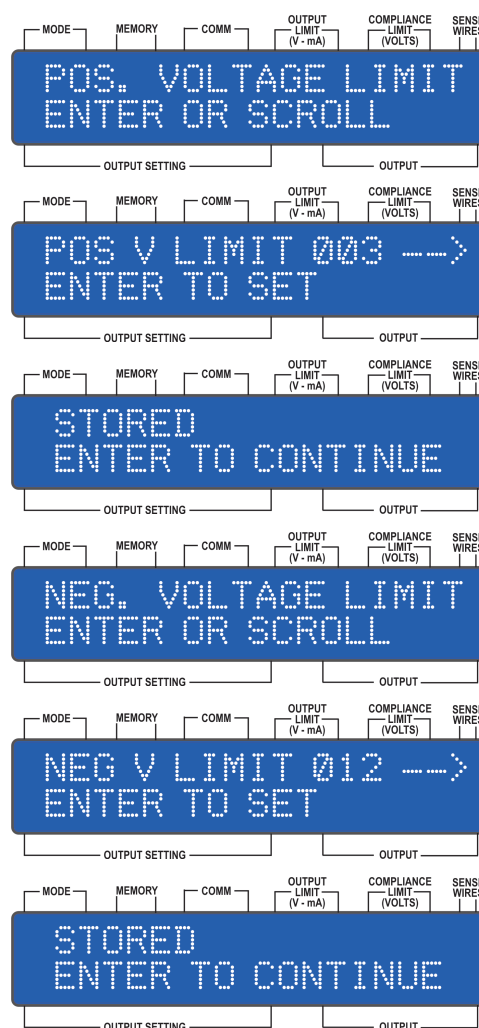 MODE MEMORY COMM OUTPUT LIMIT (V - mA) COMPLIANCE LIMIT (VOLTS) SENSE WIRES
POS. VOLTAGE LIMIT
ENTER OR SCROLL
OUTPUT SETTING OUTPUT
MODE MEMORY COMM OUTPUT LIMIT (V - mA) COMPLIANCE LIMIT (VOLTS) SENSE WIRES
POS V LIMIT 003 -->
ENTER TO SET
OUTPUT SETTING OUTPUT
MODE MEMORY COMM OUTPUT LIMIT (V - mA) COMPLIANCE LIMIT (VOLTS) SENSE WIRES
STORED
ENTER TO CONTINUE
OUTPUT SETTING OUTPUT
MODE MEMORY COMM OUTPUT LIMIT (V - mA) COMPLIANCE LIMIT (VOLTS) SENSE WIRES
NEG. VOLTAGE LIMIT
ENTER OR SCROLL
OUTPUT SETTING OUTPUT
MODE MEMORY COMM OUTPUT LIMIT (V - mA) COMPLIANCE LIMIT (VOLTS) SENSE WIRES
NEG V LIMIT 012 -->
ENTER TO SET
OUTPUT SETTING OUTPUT
MODE MEMORY COMM OUTPUT LIMIT (V - mA) COMPLIANCE LIMIT (VOLTS) SENSE WIRES
STORED
ENTER TO CONTINUE
OUTPUT SETTING OUTPUT